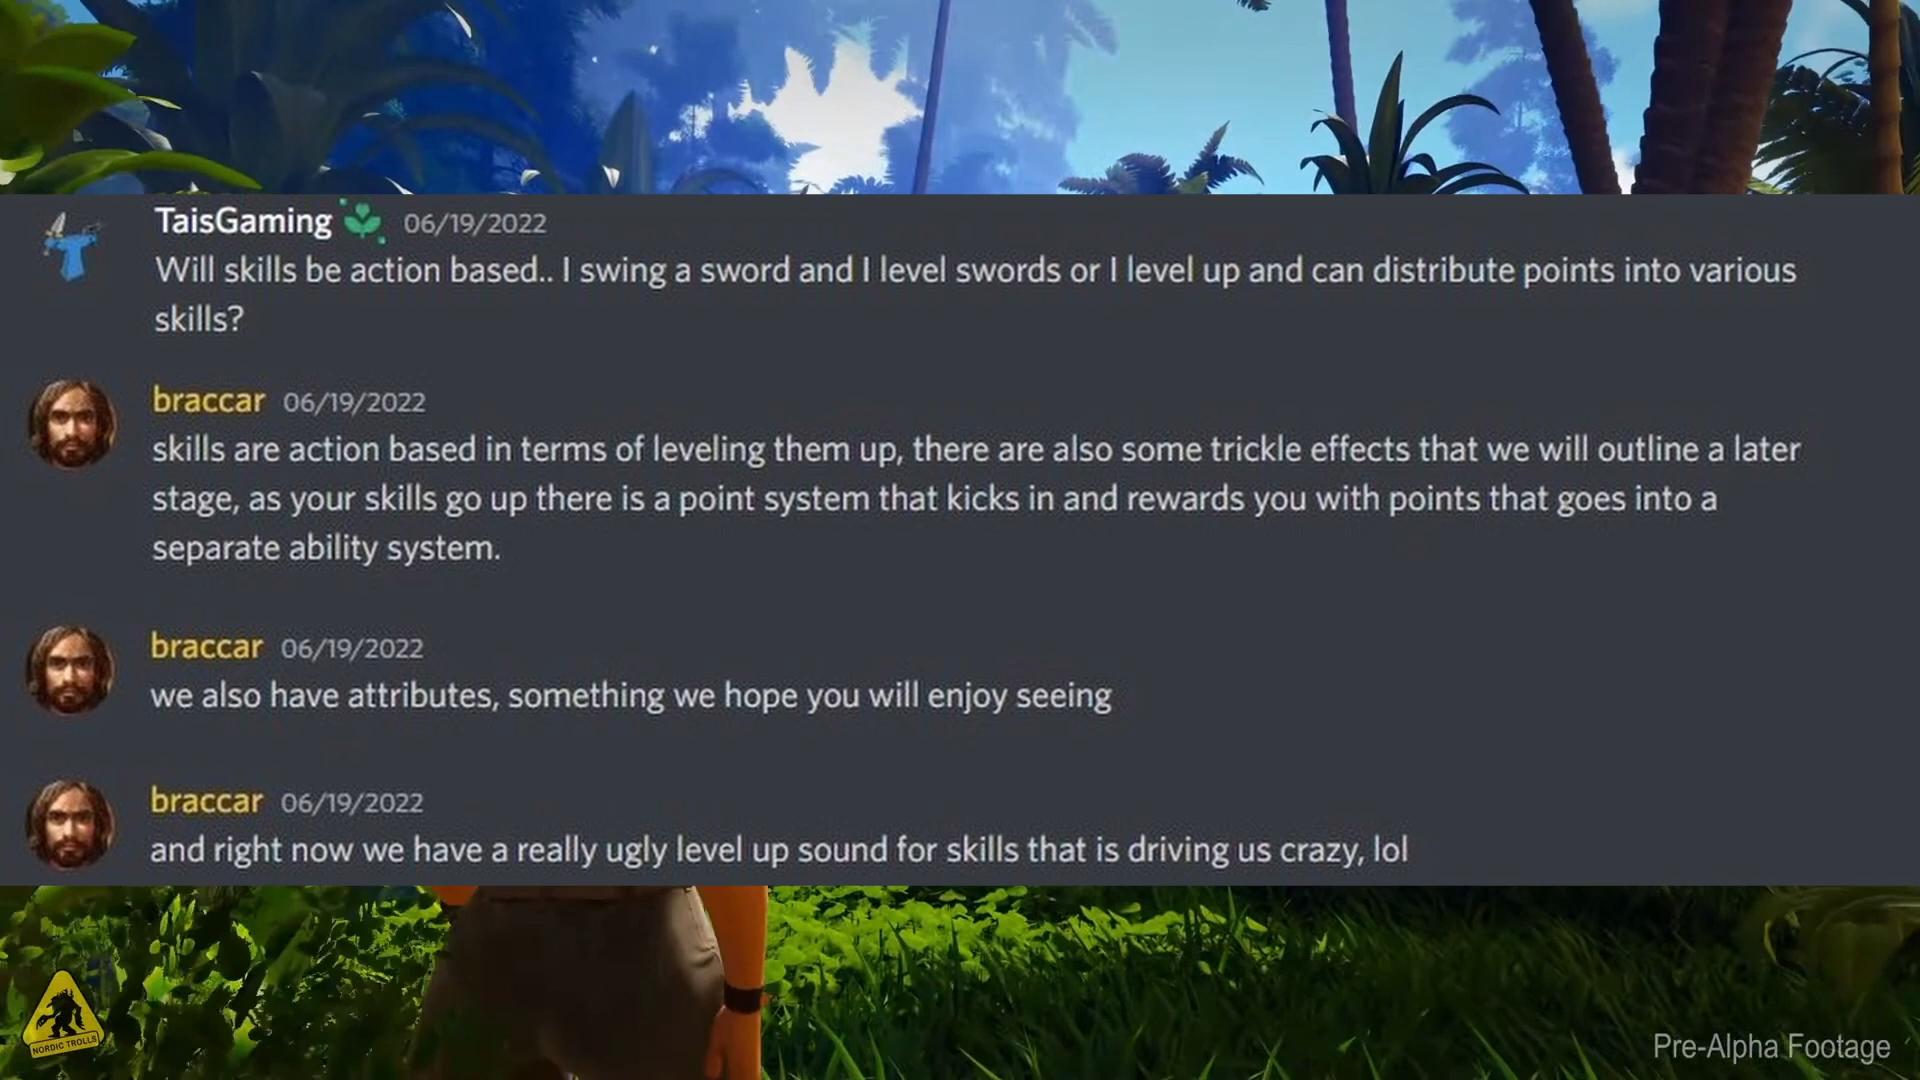 TaisGaming 06/19/2022
Will skills be action based.. I swing a sword and I level swords or I level up and can distribute points into various
skills?
braccar 06/19/2022
skills are action based in terms of leveling them up, there are also some trickle effects that we will outline a later
stage, as your skills go up there is a point system that kicks in and rewards you with points that goes into a
separate ability system.
braccar 06/19/2022
we also have attributes, something we hope you will enjoy seeing
braccar 06/19/2022
and right now we have a really ugly level up sound for skills that is driving us crazy, lol
NORDIC TROLLS
Pre-Alpha Footage